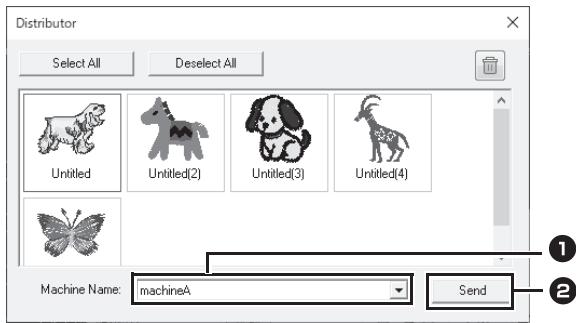 Distributor
Select All Deselect All
Untitled Untitled(2) Untitled(3) Untitled(4)
1
Machine Name: machineA Send 2